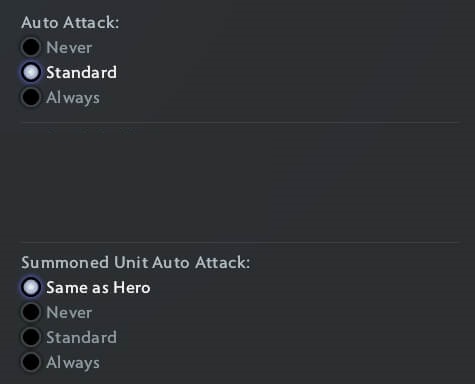 Auto Attack:
Never
Standard
Always
Summoned Unit Auto Attack:
Same as Hero
Never
Standard
Always